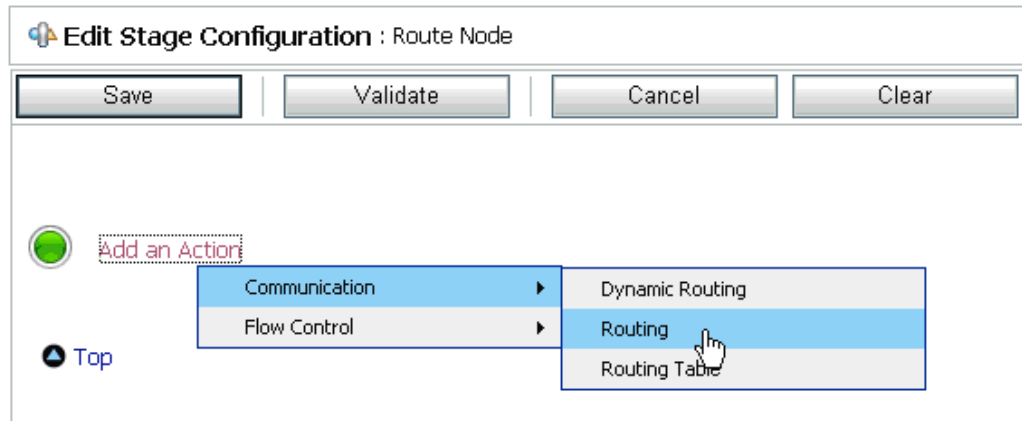 Edit Stage Configuration : Route Node
Save Validate Cancel Clear
Add an Action
Communication Dynamic Routing
Flow Control Routing
Top Routing Table